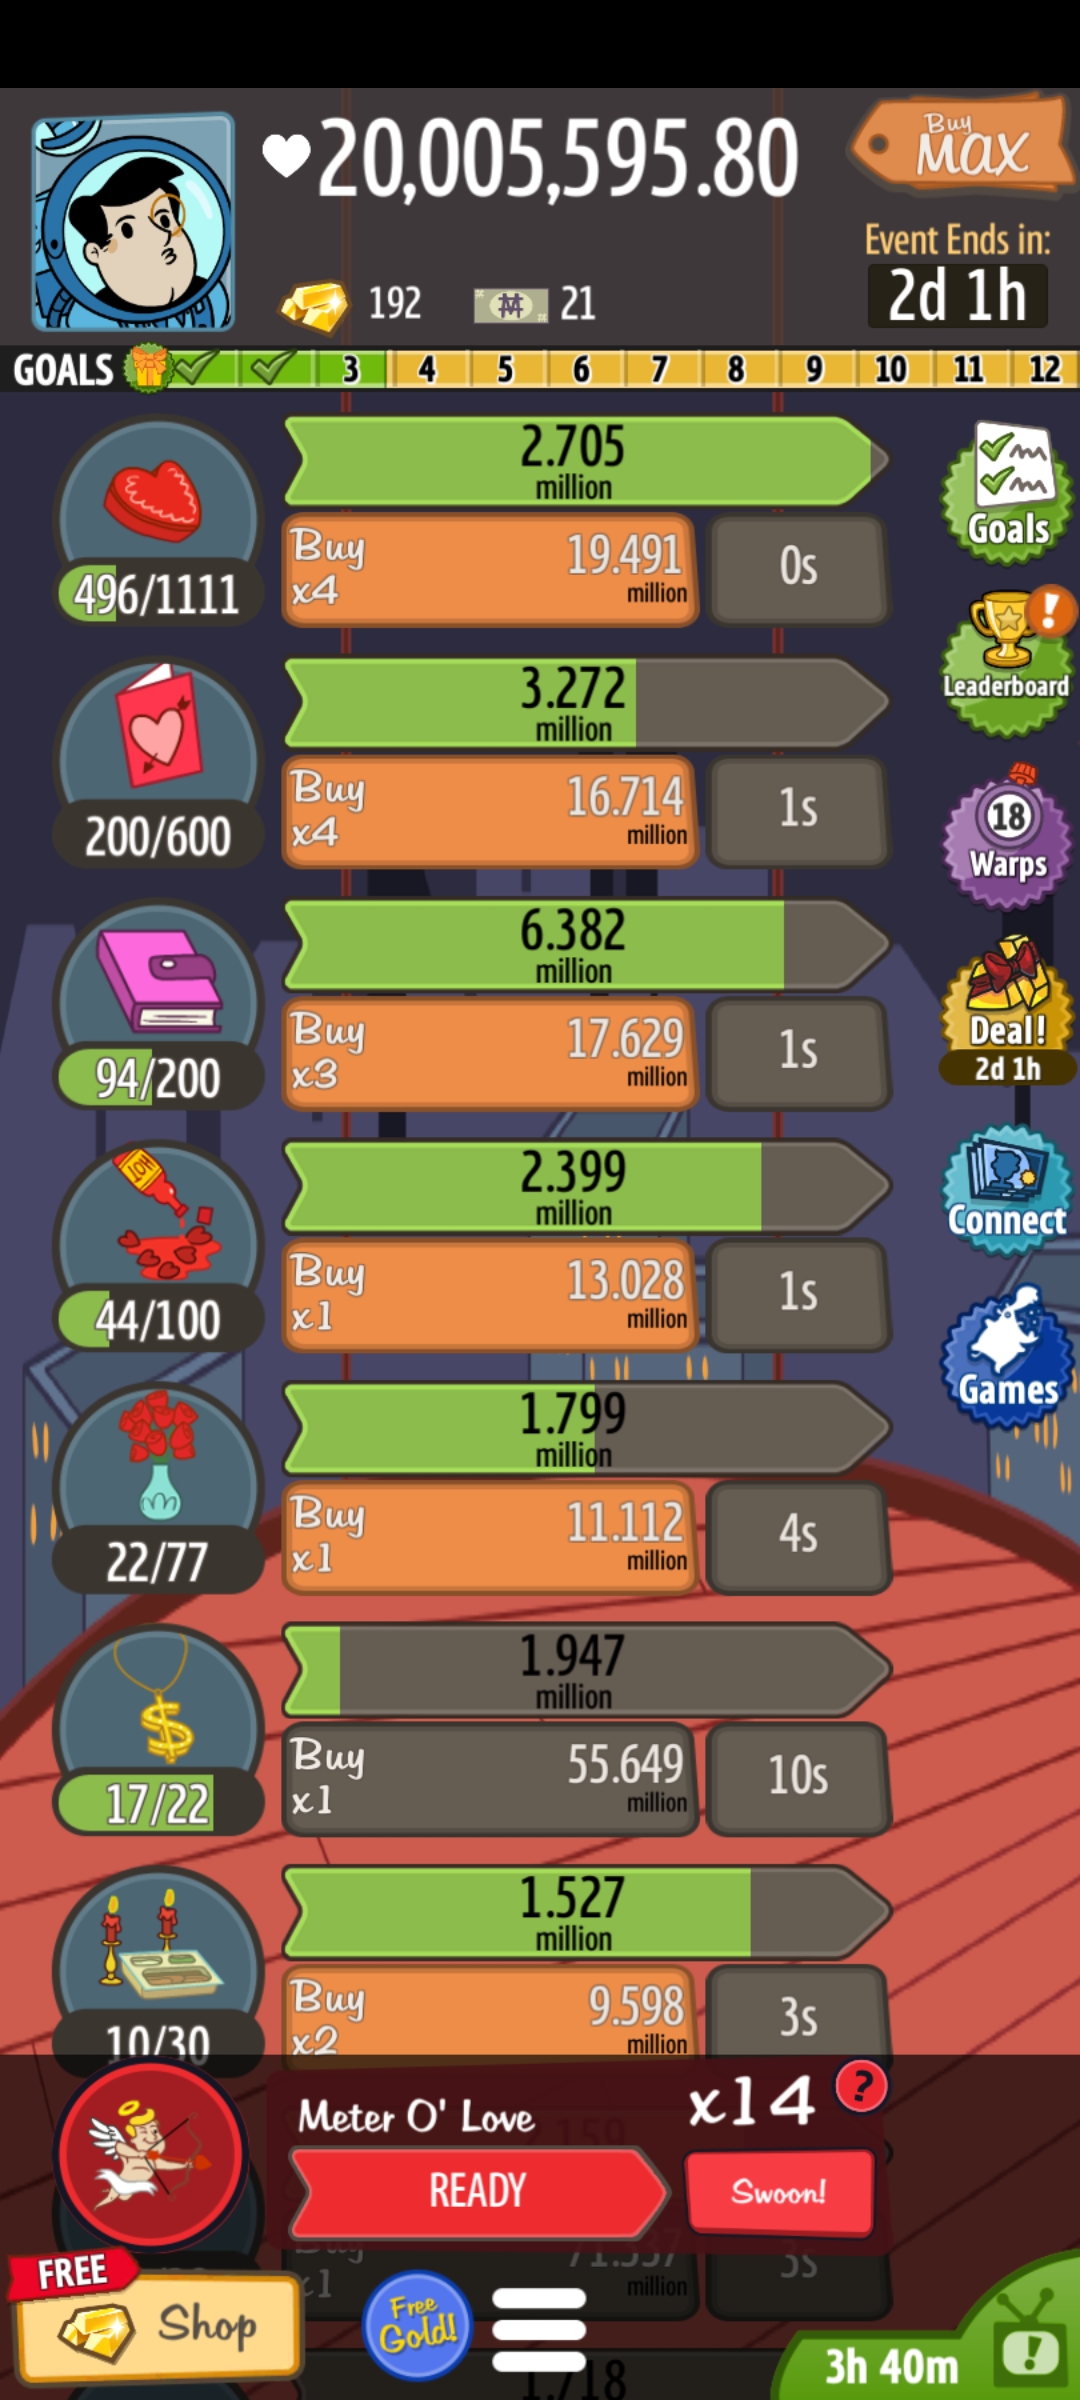 20,005,595.80
Buy
MAX
Event Ends in:
2d 1h
192
21
GOALS 3 4 5 6 7 8 9 10 11 12
2.705
million
Buy
x4
19.491
million
0s
496/1111
Goals
3.272
million
Buy
x4
16.714
million
1s
200/600
!
Leaderboard
18
Warps
6.382
million
Buy
x3
17.629
million
1s
94/200
Deal!
2d 1h
HOT
2.399
million
Buy
x1
13.028
million
1s
44/100
Connect
1.799
million
Buy
x1
11.112
million
4s
22/77
Games
$
1.947
million
Buy
x1
55.649
million
10s
17/22
1.527
million
Buy
x2
9.598
million
3s
10/30
Meter O' Love
x14
?
READY
Swoon!
Buy
x1
million
3s
FREE
Shop
Free
Gold!
1.718
3h 40m
!